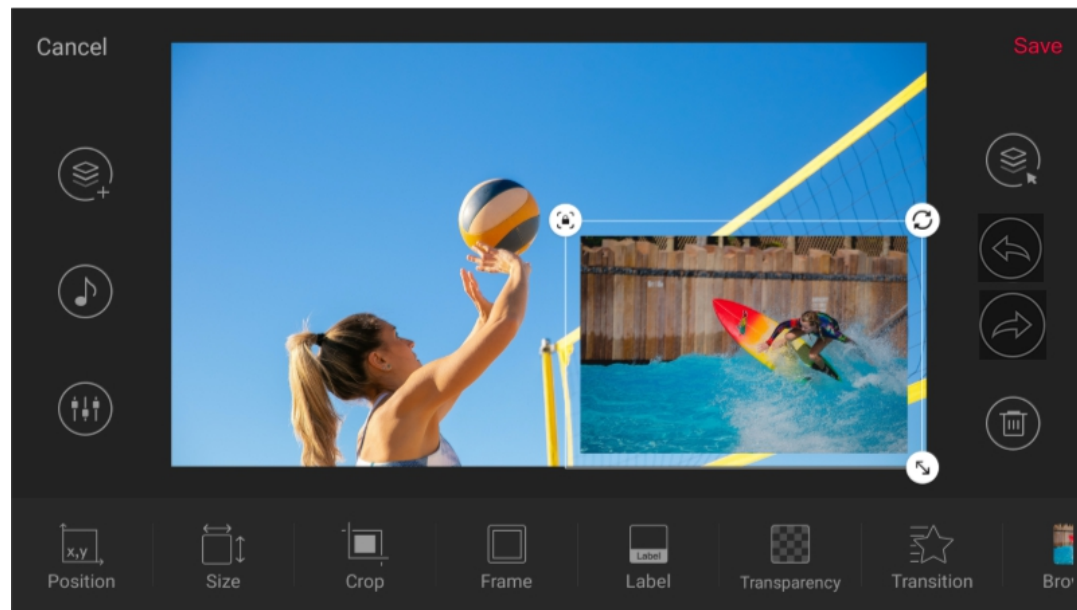 Cancel
Save
x,y
Position
Size
Crop
Frame
Label
Label
Transparency
Transition